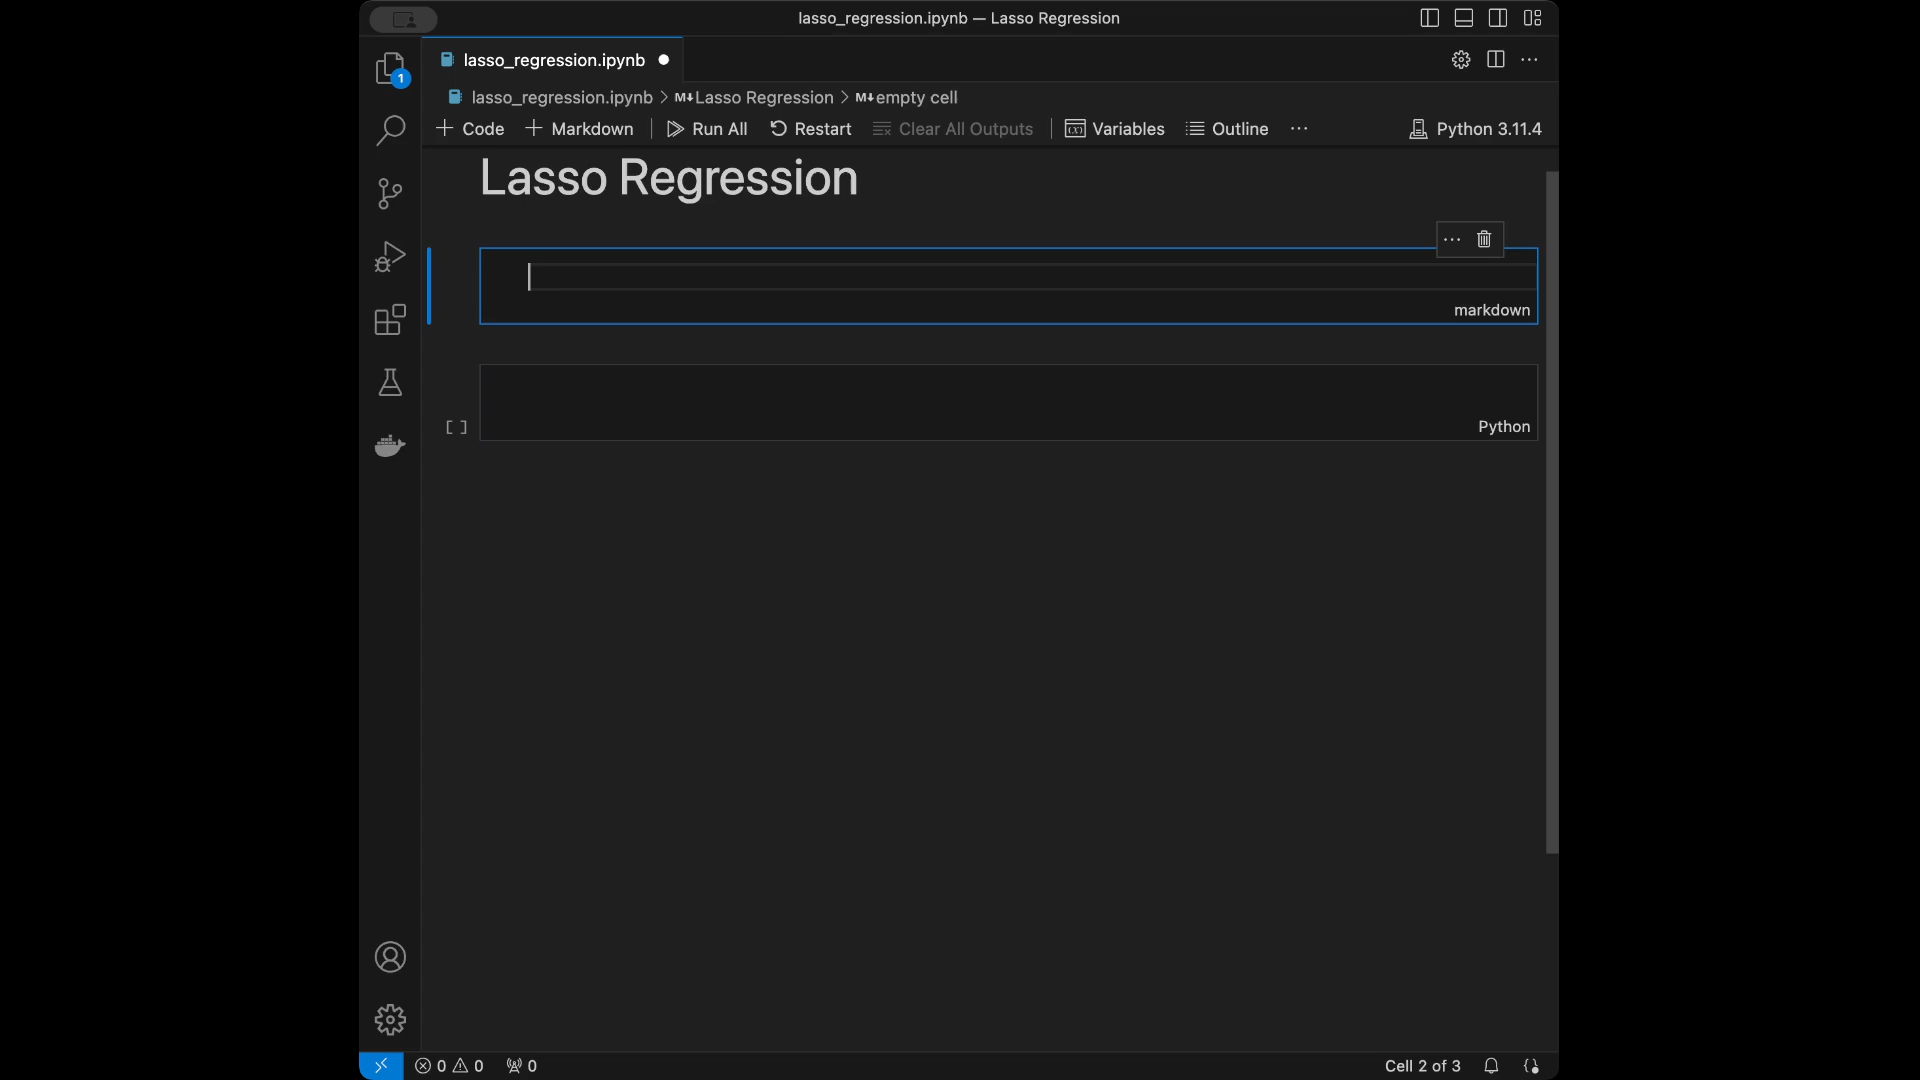 lasso_regression.ipynb — Lasso Regression
lasso_regression.ipynb
1
lasso_regression.ipynb > M↓ Lasso Regression > M↓ empty cell
+ Code + Markdown | Run All Restart Clear All Outputs | Variables Outline ... Python 3.11.4
Lasso Regression
markdown
[ ]
Python
0 0 0 Cell 2 of 3